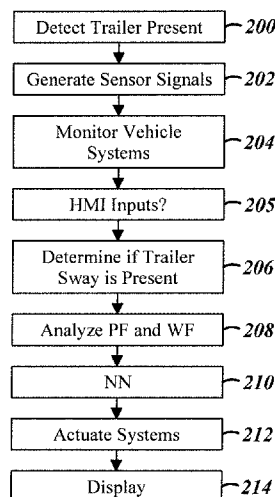 Detect Trailer Present 200
Generate Sensor Signals 202
Monitor Vehicle
Systems 204
HMI Inputs? 205
Determine if Trailer
Sway is Present 206
Analyze PF and WF 208
NN 210
Actuate Systems 212
Display 214